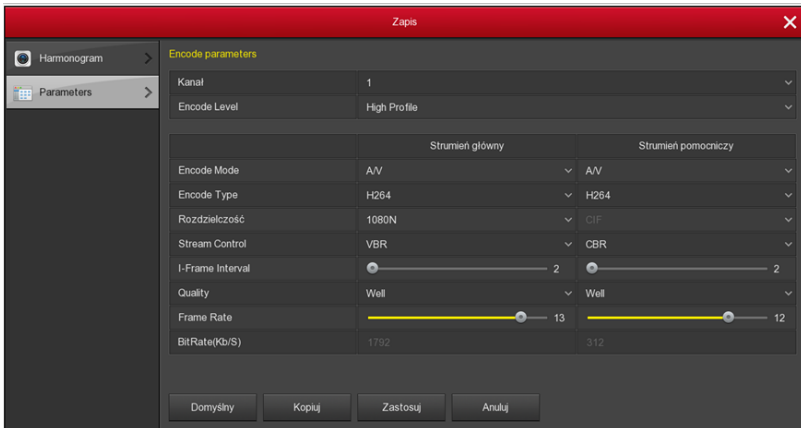 Zapis
Harmonogram
Parameters
Encode parameters
Kanał 1
Encode Level High Profile
Strumień główny Strumień pomocniczy
Encode Mode A/V A/V
Encode Type H264 H264
Rozdzielczość 1080N CIF
Stream Control VBR CBR
I-Frame Interval 2 2
Quality Well Well
Frame Rate 13 12
BitRate(Kb/S) 1792 312
Domyślny Kopiuj Zastosuj Anuluj